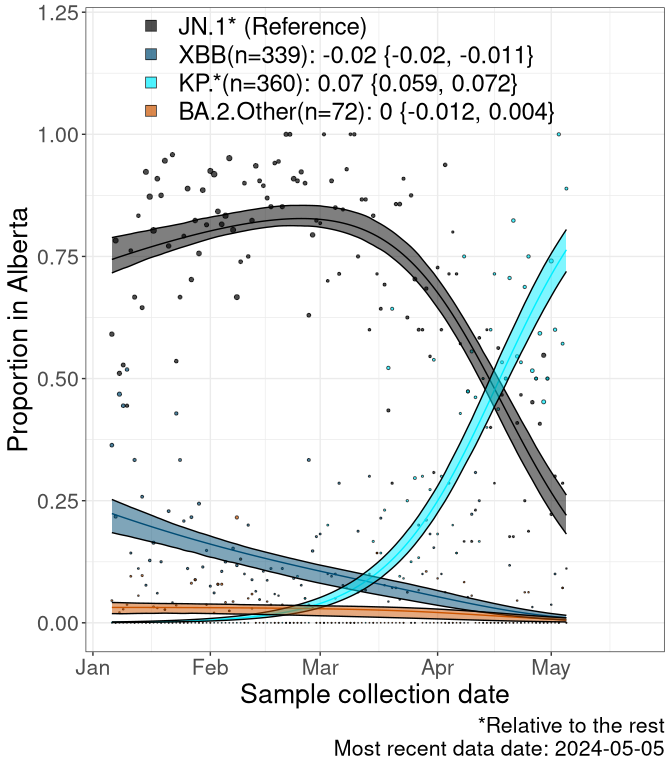 1.25
JN.1* (Reference)
XBB(n=339): -0.02 {-0.02, -0.011}
KP.*(n=360): 0.07 {0.059, 0.072}
BA.2.Other(n=72): 0 {-0.012, 0.004}
1.00
0.75
0.50
0.25
0.00
Proportion in Alberta
Jan Feb Mar Apr May
Sample collection date
*Relative to the rest
Most recent data date: 2024-05-05